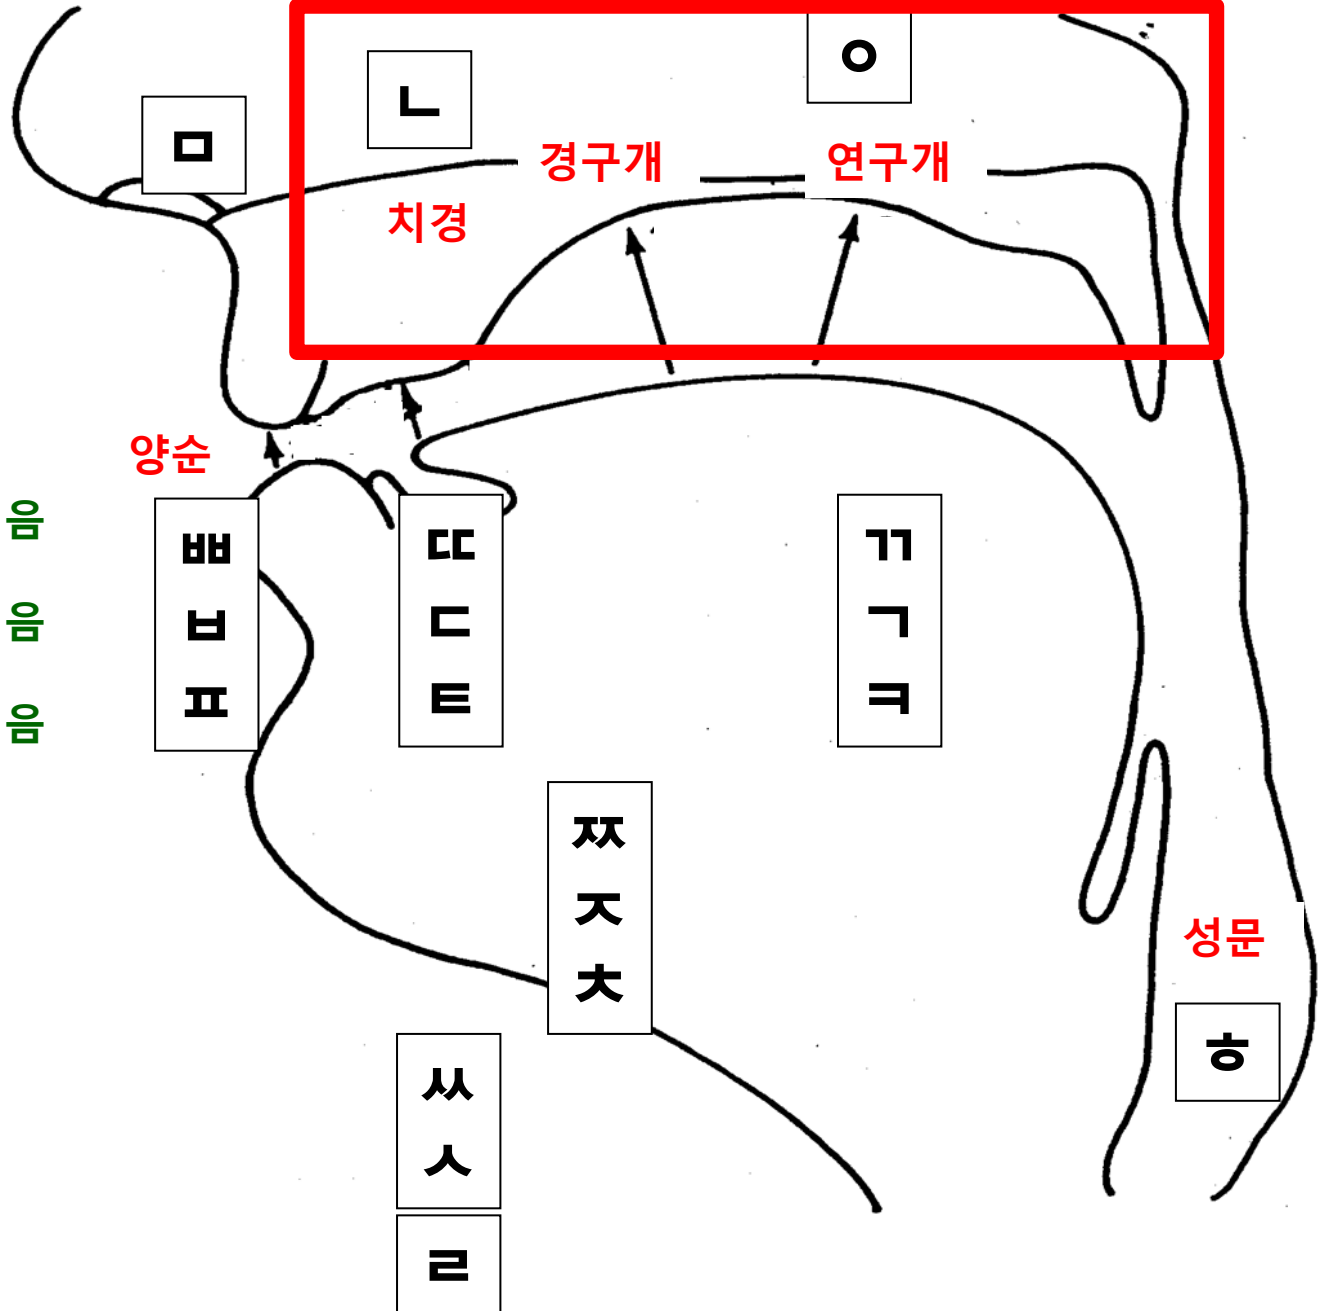 ㅇ
ㄴ
ㅁ
경구개
연구개
치경
양순
음
음
음
ㅃ
ㅂ
ㅍ
ㄸ
ㄷ
ㅌ
ㄲ
ㄱ
ㅋ
ㅉ
ㅈ
ㅊ
성문
ㅎ
ㅆ
ㅅ
ㄹ